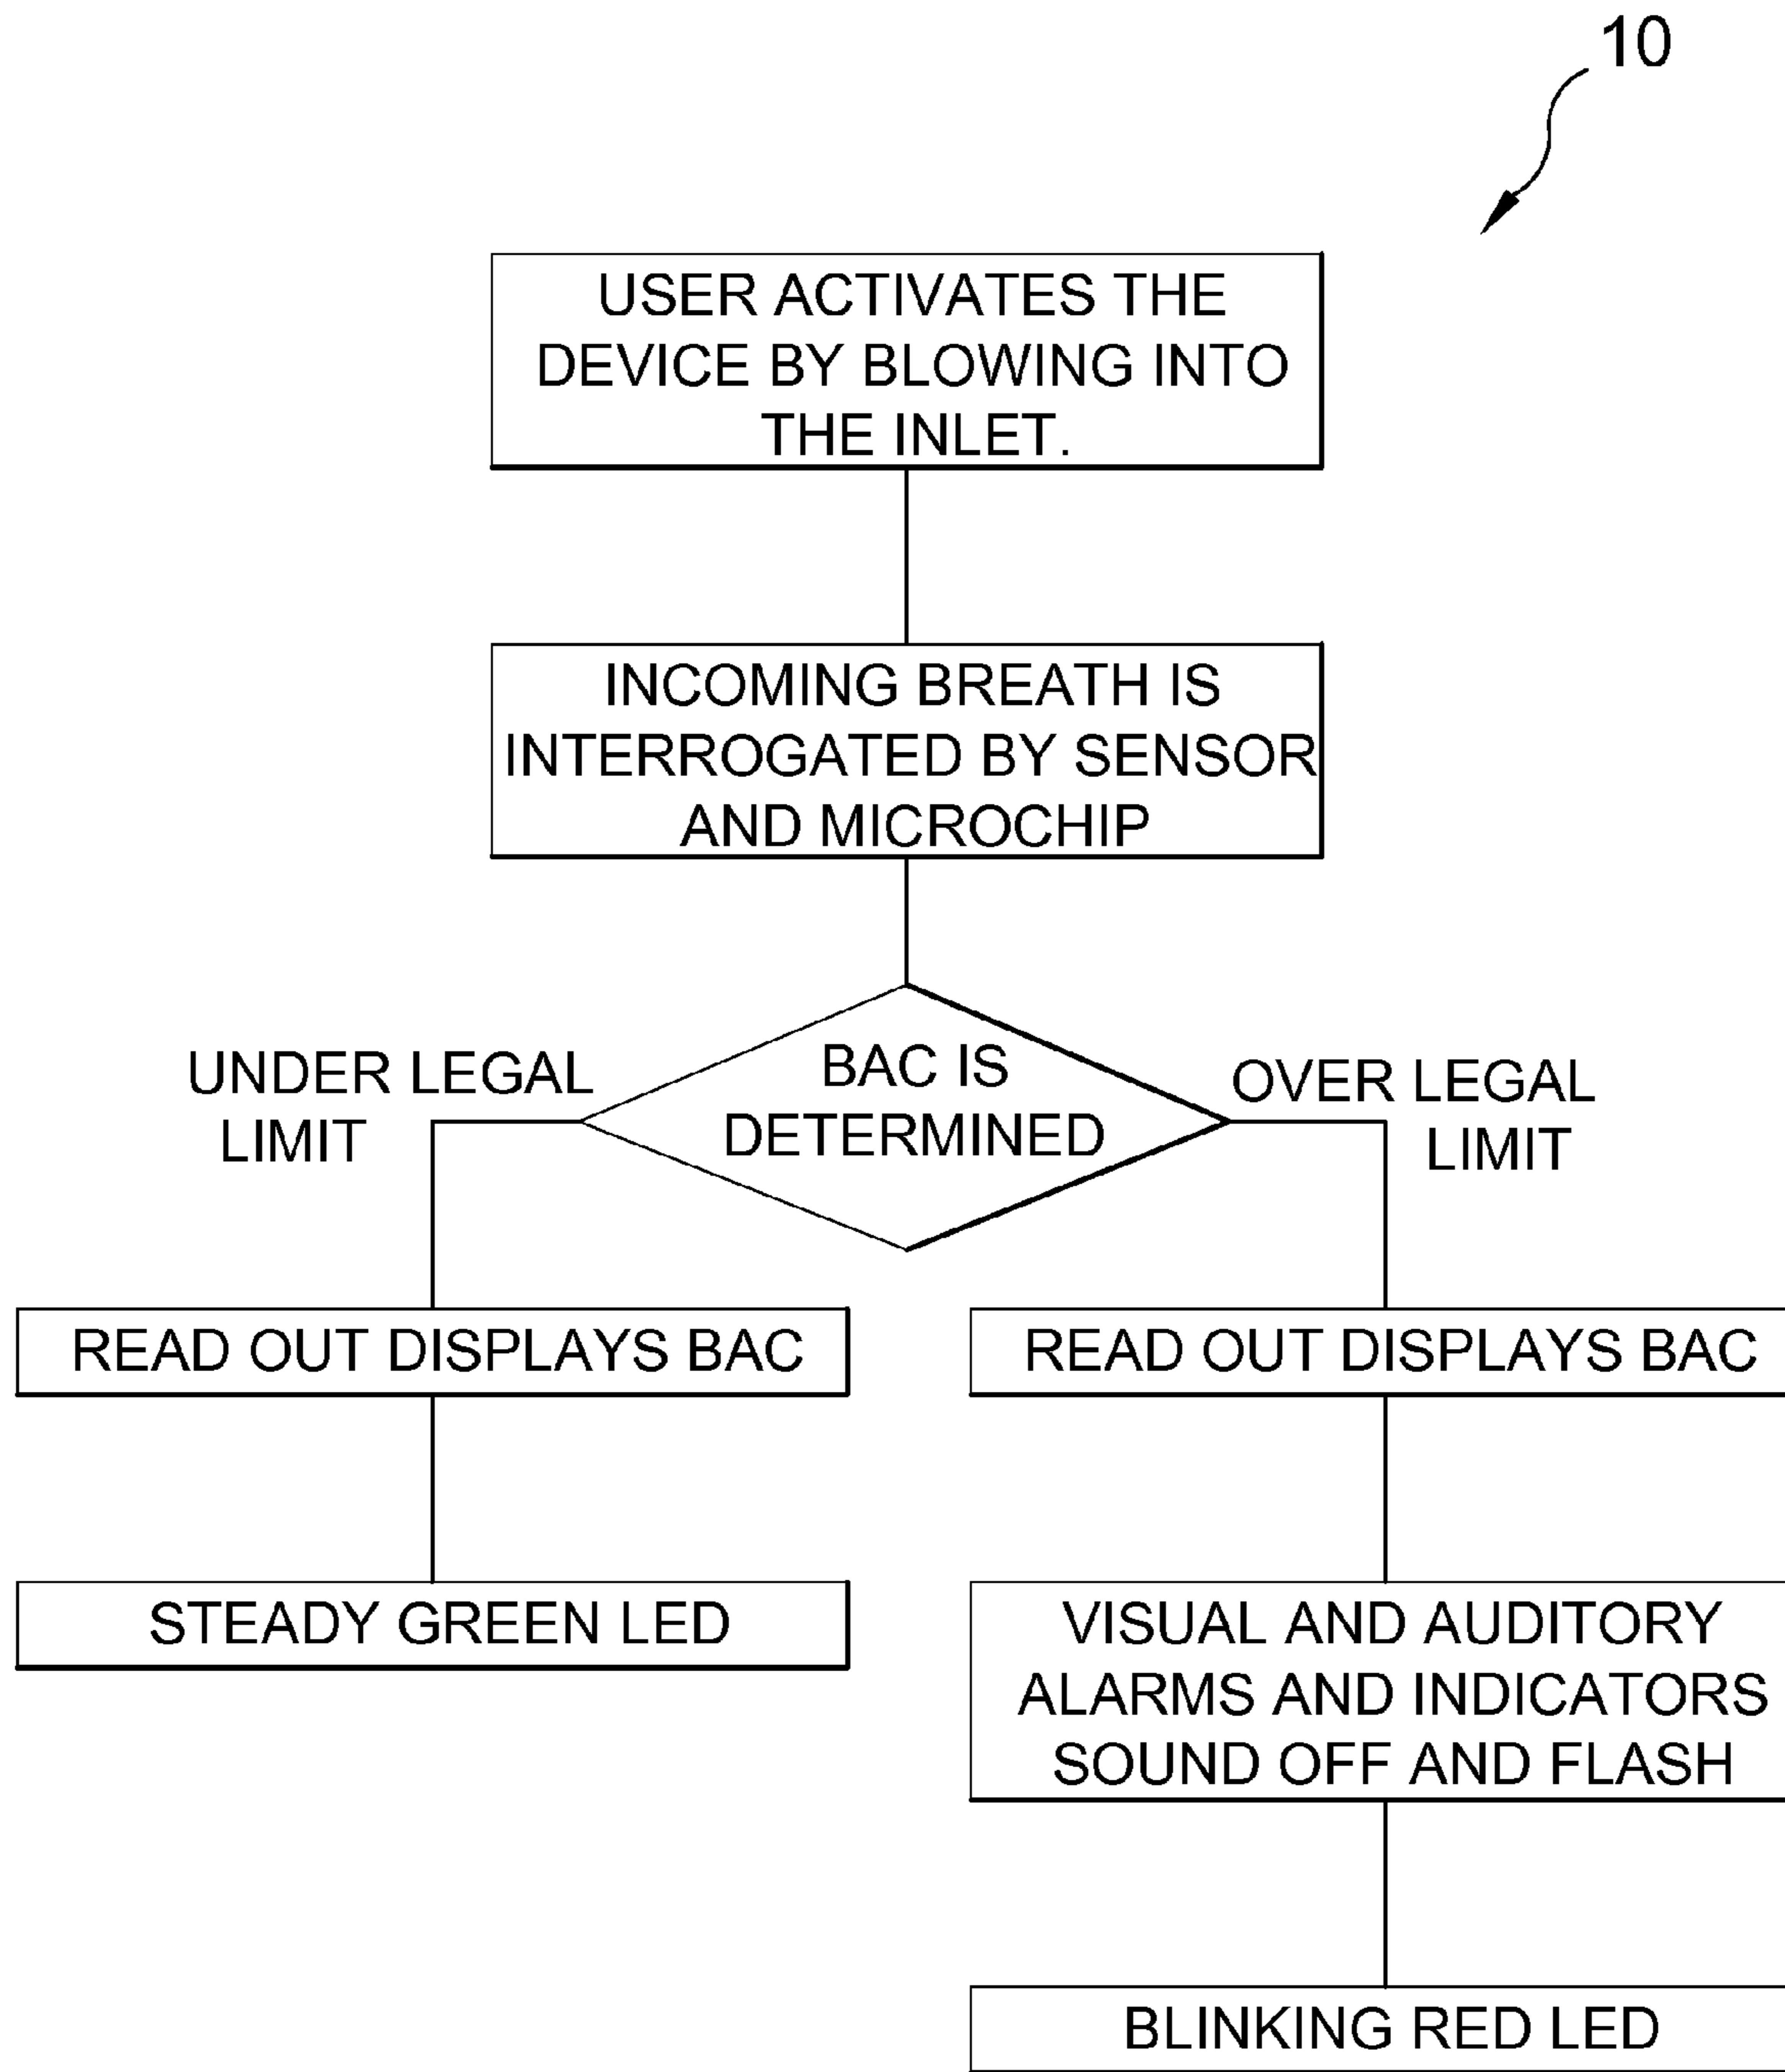 10
USER ACTIVATES THE
DEVICE BY BLOWING INTO
THE INLET.
INCOMING BREATH IS
INTERROGATED BY SENSOR
AND MICROCHIP
BAC IS
DETERMINED
UNDER LEGAL
LIMIT
OVER LEGAL
LIMIT
READ OUT DISPLAYS BAC
STEADY GREEN LED
READ OUT DISPLAYS BAC
VISUAL AND AUDITORY
ALARMS AND INDICATORS
SOUND OFF AND FLASH
BLINKING RED LED